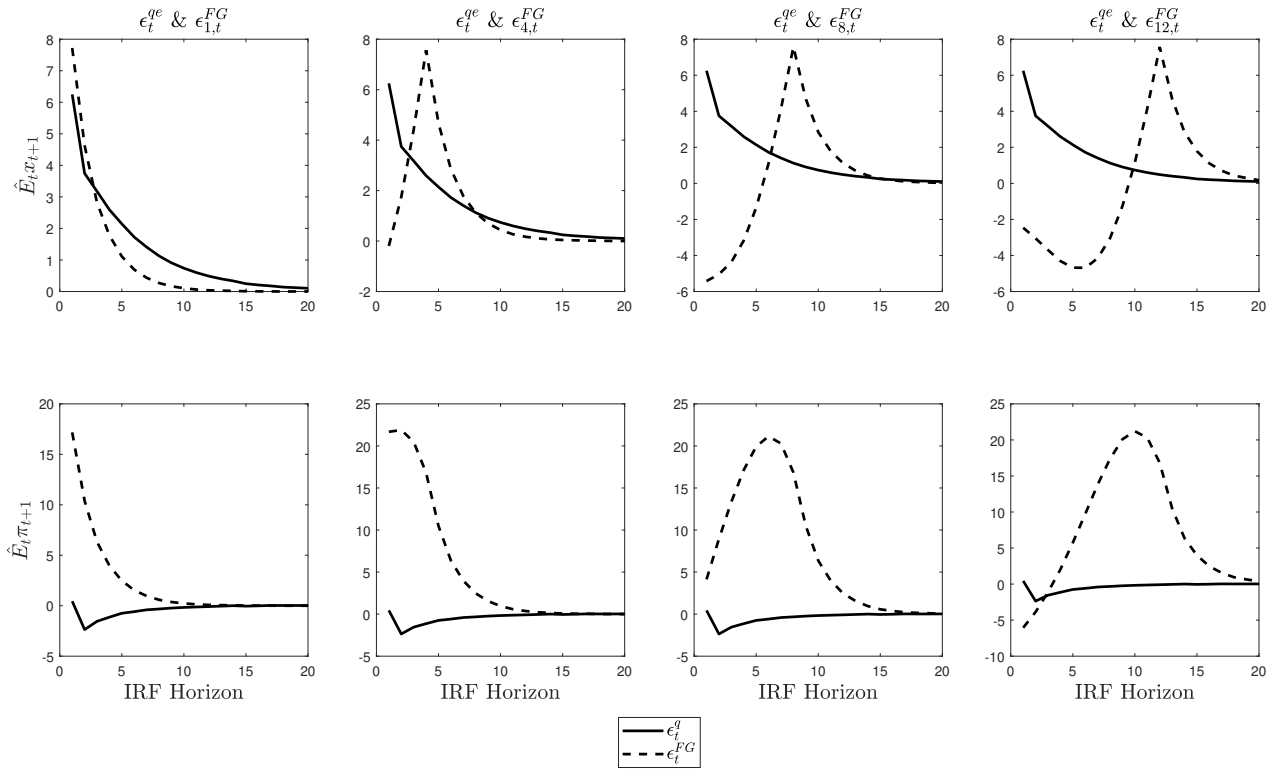 ϵ_t^{qe} & ϵ_{1,t}^{FG}
ϵ_t^{qe} & ϵ_{4,t}^{FG}
ϵ_t^{qe} & ϵ_{8,t}^{FG}
ϵ_t^{qe} & ϵ_{12,t}^{FG}
Ê_t x_{t+1}
8
7
6
5
4
3
2
1
0
0 5 10 15 20
8
6
4
2
0
-2
0 5 10 15 20
8
6
4
2
0
-2
-4
-6
0 5 10 15 20
8
6
4
2
0
-2
-4
-6
0 5 10 15 20
Ê_t π_{t+1}
20
15
10
5
0
-5
0 5 10 15 20
IRF Horizon
25
20
15
10
5
0
-5
0 5 10 15 20
IRF Horizon
25
20
15
10
5
0
-5
0 5 10 15 20
IRF Horizon
25
20
15
10
5
0
-5
-10
0 5 10 15 20
IRF Horizon
ϵ_t^q
ϵ_t^{FG}